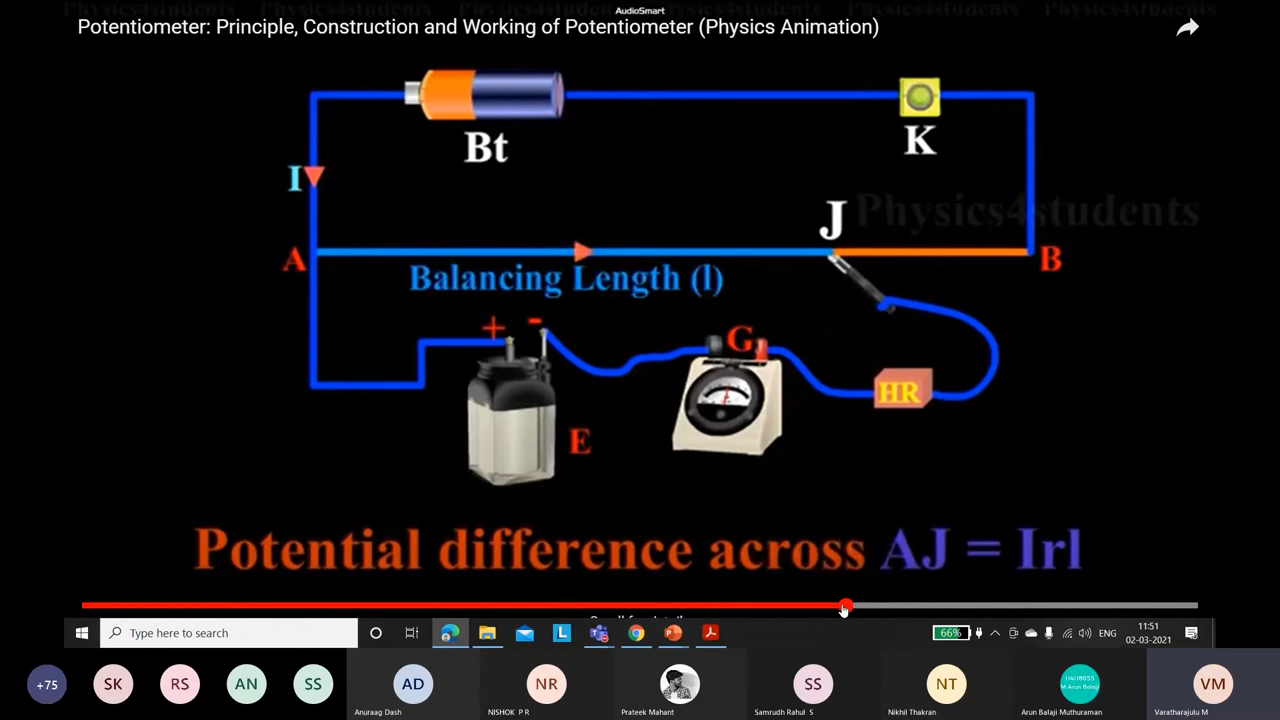 AudioSmart
Potentiometer: Principle, Construction and Working of Potentiometer (Physics Animation)
Bt
K
I
J
Physics4students
A
B
Balancing Length (l)
+ -
G
HR
E
Potential difference across AJ = Irl
Type here to search
L
66%
ENG
11:51
02-03-2021
+75
SK
RS
AN
SS
AD
NR
SS
NT
M Arun Balaji
VM
Anuraag Dash
NISHOK P R
Prateek Mahant
Samrudh Rahul S
Nikhil Thakran
Arun Balaji Muthuraman
Varatharajulu M